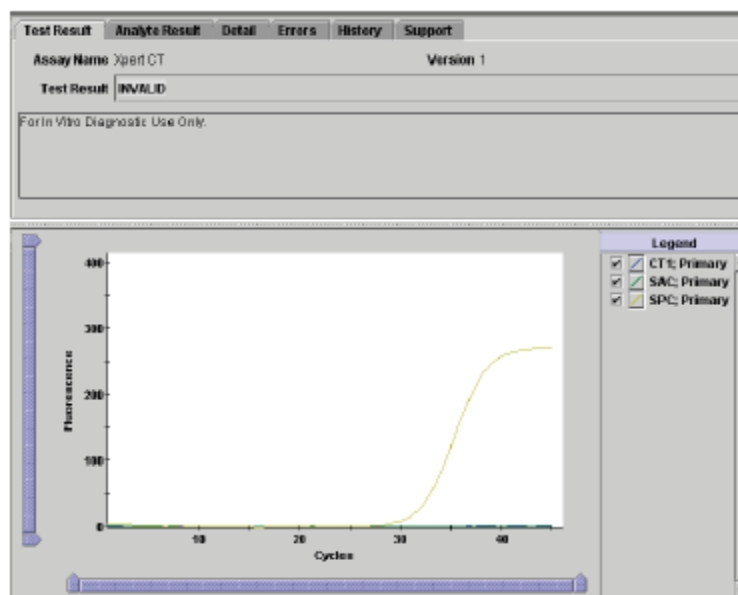 Test Result Analyte Result Detail Errors History Support
Assay Name Xpert CT Version 1
Test Result INVALID
For In Vitro Diagnostic Use Only.
Legend
CT1; Primary
SAC; Primary
SPC; Primary
400
300
200
100
0
10 20 30 40
Fluorescence
Cycles